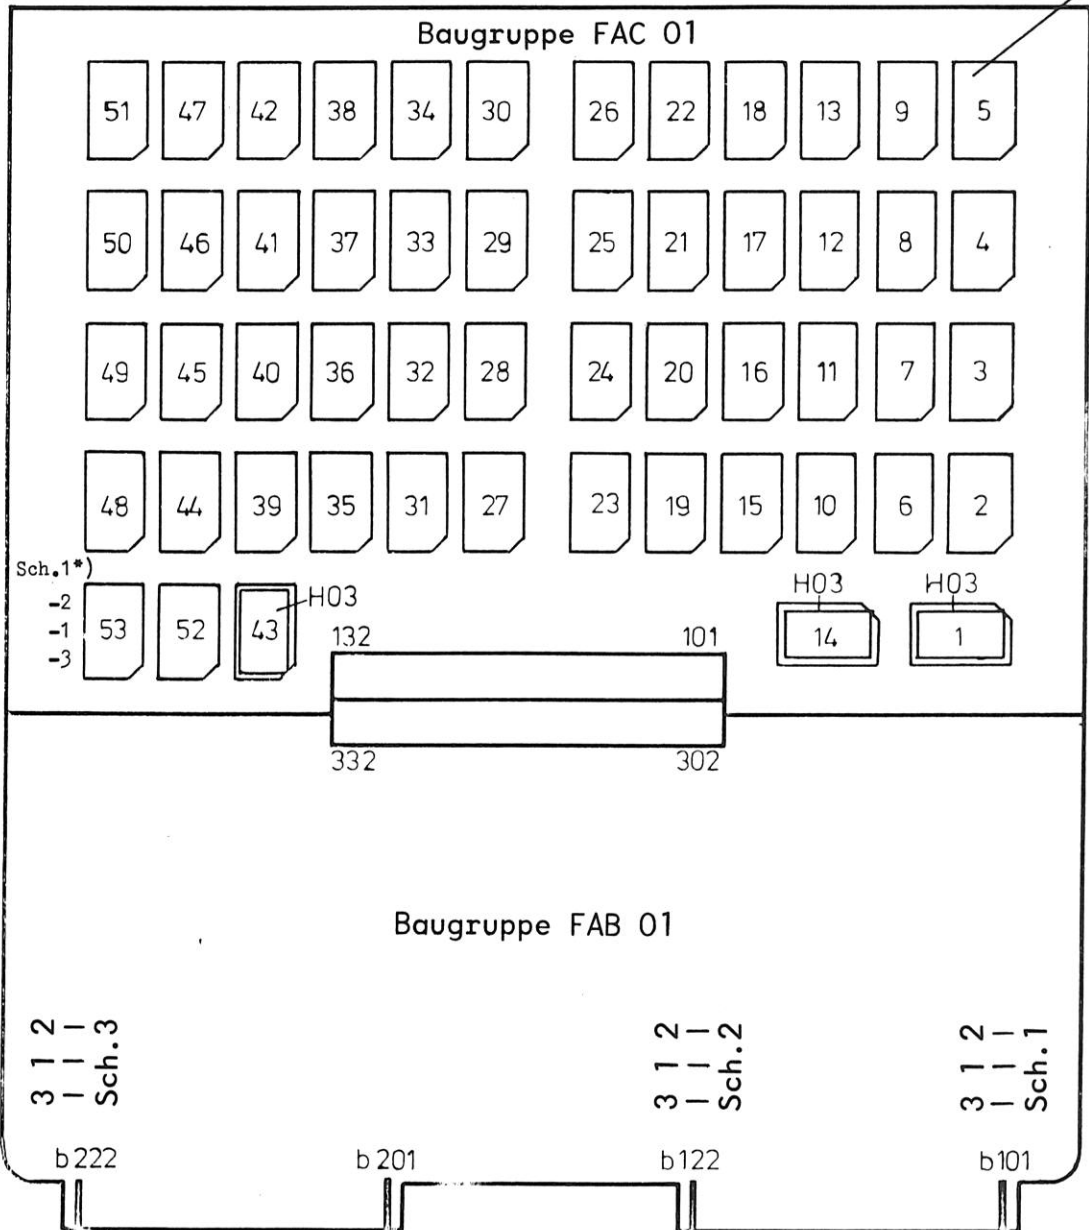 Baugruppe FAC 01
51 47 42 38 34 30 26 22 18 13 9 5
50 46 41 37 33 29 25 21 17 12 8 4
49 45 40 36 32 28 24 20 16 11 7 3
48 44 39 35 31 27 23 19 15 10 6 2
Sch.1*)
-2
-1
-3
53 52 43 H03
H03 H03
14 1
132 101
332 302
Baugruppe FAB 01
3 1 2
Sch.3
3 1 2
Sch.2
3 1 2
Sch.1
b222 b201 b122 b101